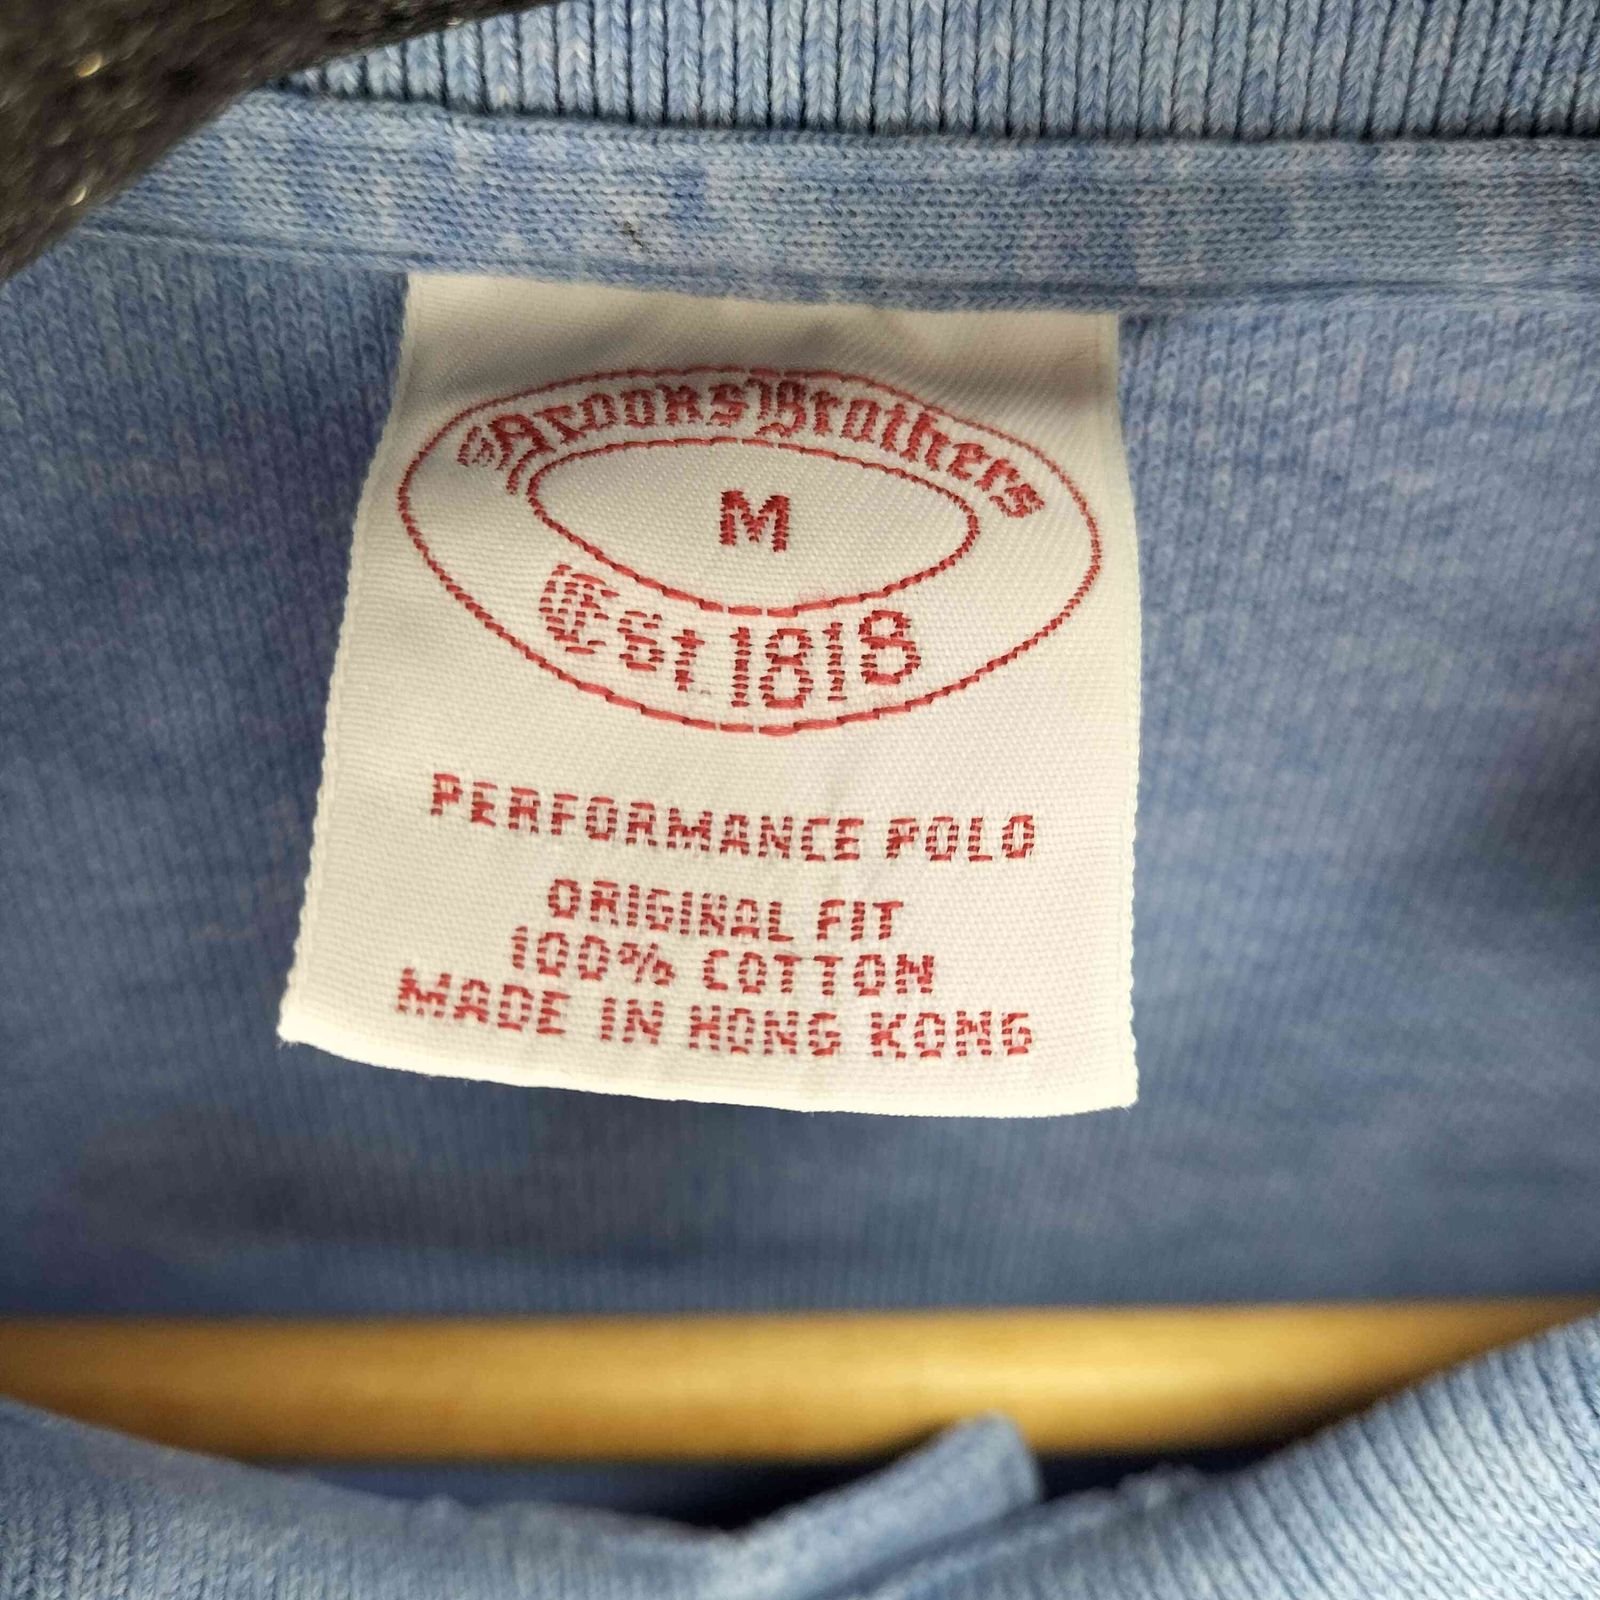 Brooks Brothers
M
Est 1818
PERFORMANCE POLO
ORIGINAL FIT
100% COTTON
MADE IN HONG KONG